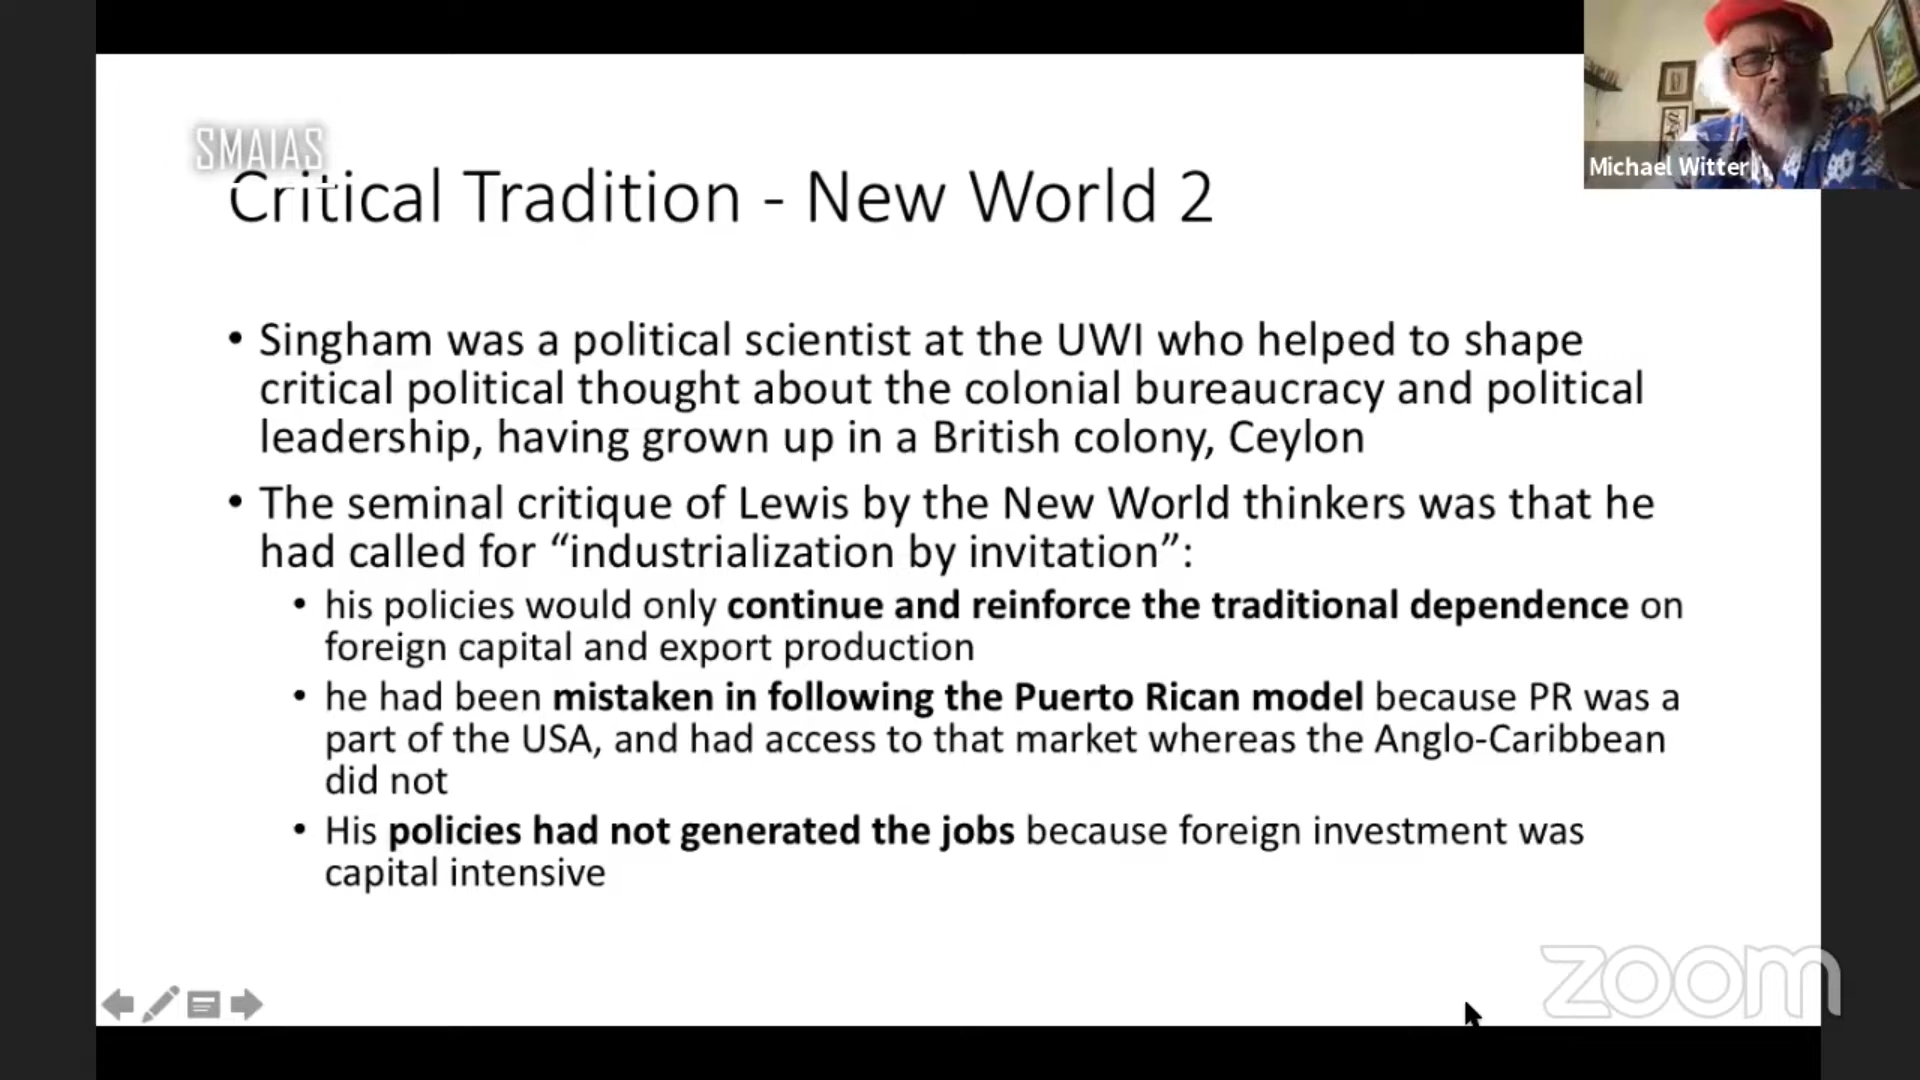 SMAIAS
Critical Tradition - New World 2
Michael Witter
• Singham was a political scientist at the UWI who helped to shape
critical political thought about the colonial bureaucracy and political
leadership, having grown up in a British colony, Ceylon
• The seminal critique of Lewis by the New World thinkers was that he
had called for “industrialization by invitation”:
• his policies would only continue and reinforce the traditional dependence on
foreign capital and export production
• he had been mistaken in following the Puerto Rican model because PR was a
part of the USA, and had access to that market whereas the Anglo-Caribbean
did not
• His policies had not generated the jobs because foreign investment was
capital intensive
zoom